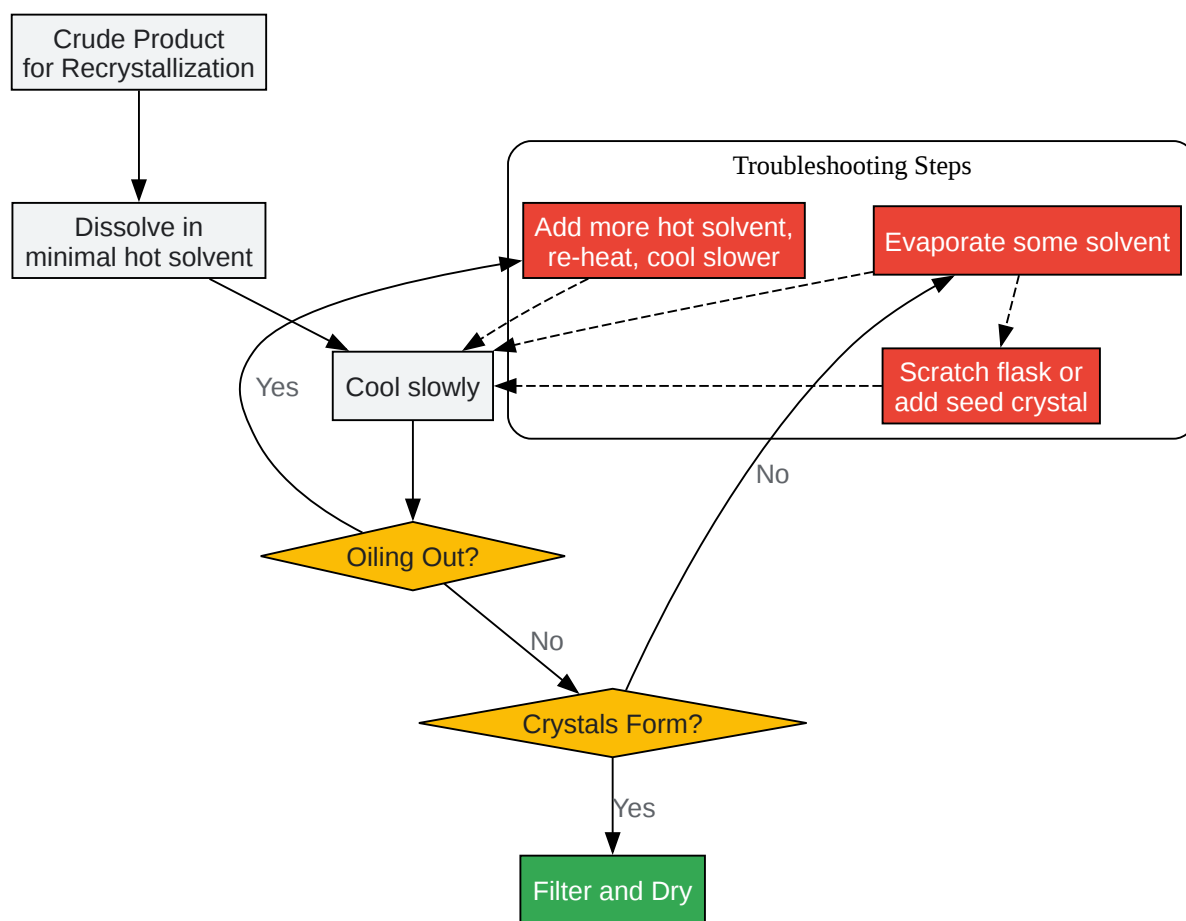 Crude Product
for Recrystallization
Troubleshooting Steps
Dissolve in
minimal hot solvent
Add more hot solvent,
re-heat, cool slower
Evaporate some solvent
Yes
Cool slowly
Scratch flask or
add seed crystal
No
Oiling Out?
No
Crystals Form?
Yes
Filter and Dry